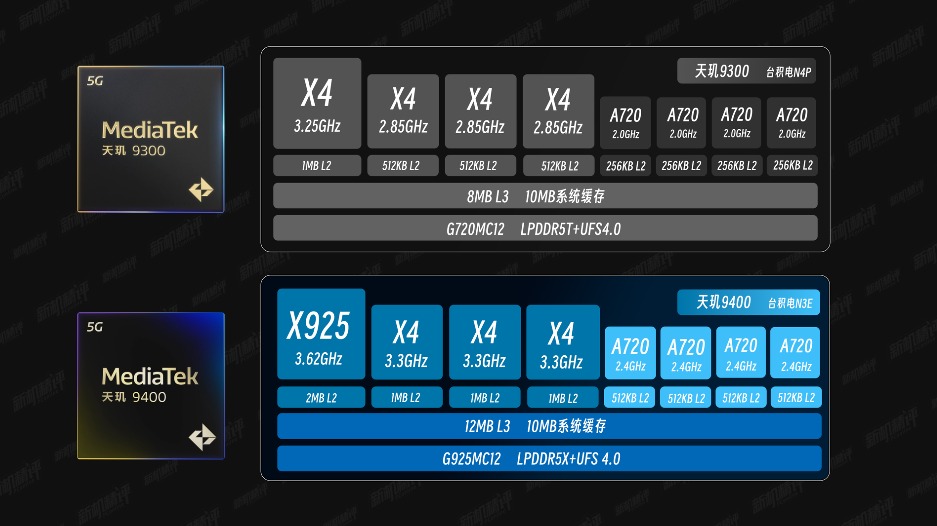 5G
MediaTek
天玑 9300
天玑9300 台积电N4P
X4 X4 X4 X4 A720 A720 A720 A720
3.25GHz 2.85GHz 2.85GHz 2.85GHz 2.0GHz 2.0GHz 2.0GHz 2.0GHz
1MB L2 512KB L2 512KB L2 512KB L2 256KB L2 256KB L2 256KB L2 256KB L2
8MB L3 10MB系统缓存
G720MC12 LPDDR5T+UFS4.0
5G
MediaTek
天玑 9400
天玑9400 台积电N3E
X925 X4 X4 X4 A720 A720 A720 A720
3.62GHz 3.3GHz 3.3GHz 3.3GHz 2.4GHz 2.4GHz 2.4GHz 2.4GHz
2MB L2 1MB L2 1MB L2 1MB L2 512KB L2 512KB L2 512KB L2 512KB L2
12MB L3 10MB系统缓存
G925MC12 LPDDR5X+UFS 4.0